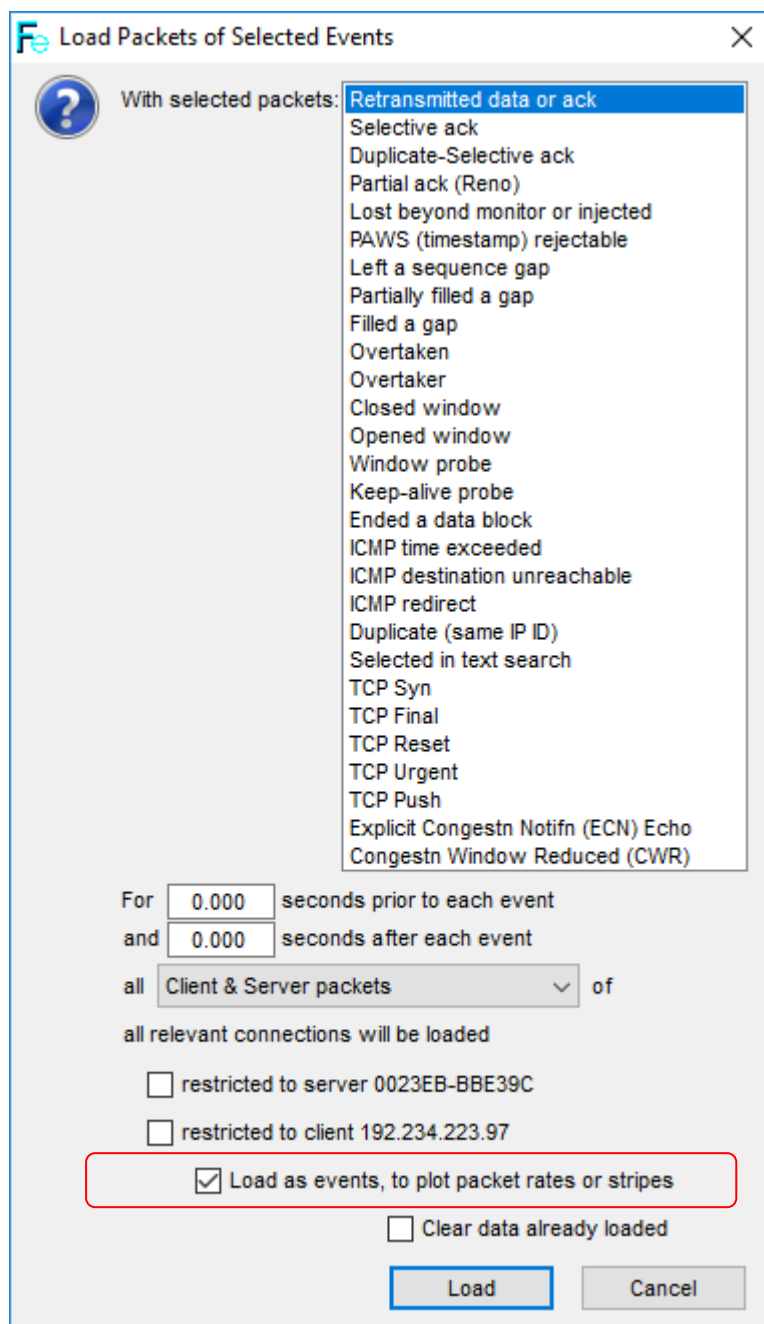 Fe Load Packets of Selected Events
With selected packets: Retransmitted data or ack
Selective ack
Duplicate-Selective ack
Partial ack (Reno)
Lost beyond monitor or injected
PAWS (timestamp) rejectable
Left a sequence gap
Partially filled a gap
Filled a gap
Overtaken
Overtaker
Closed window
Opened window
Window probe
Keep-alive probe
Ended a data block
ICMP time exceeded
ICMP destination unreachable
ICMP redirect
Duplicate (same IP ID)
Selected in text search
TCP Syn
TCP Final
TCP Reset
TCP Urgent
TCP Push
Explicit Congestn Notifn (ECN) Echo
Congestn Window Reduced (CWR)
For 0.000 seconds prior to each event
and 0.000 seconds after each event
all Client & Server packets of
all relevant connections will be loaded
restricted to server 0023EB-BBE39C
restricted to client 192.234.223.97
Load as events, to plot packet rates or stripes
Clear data already loaded
Load Cancel